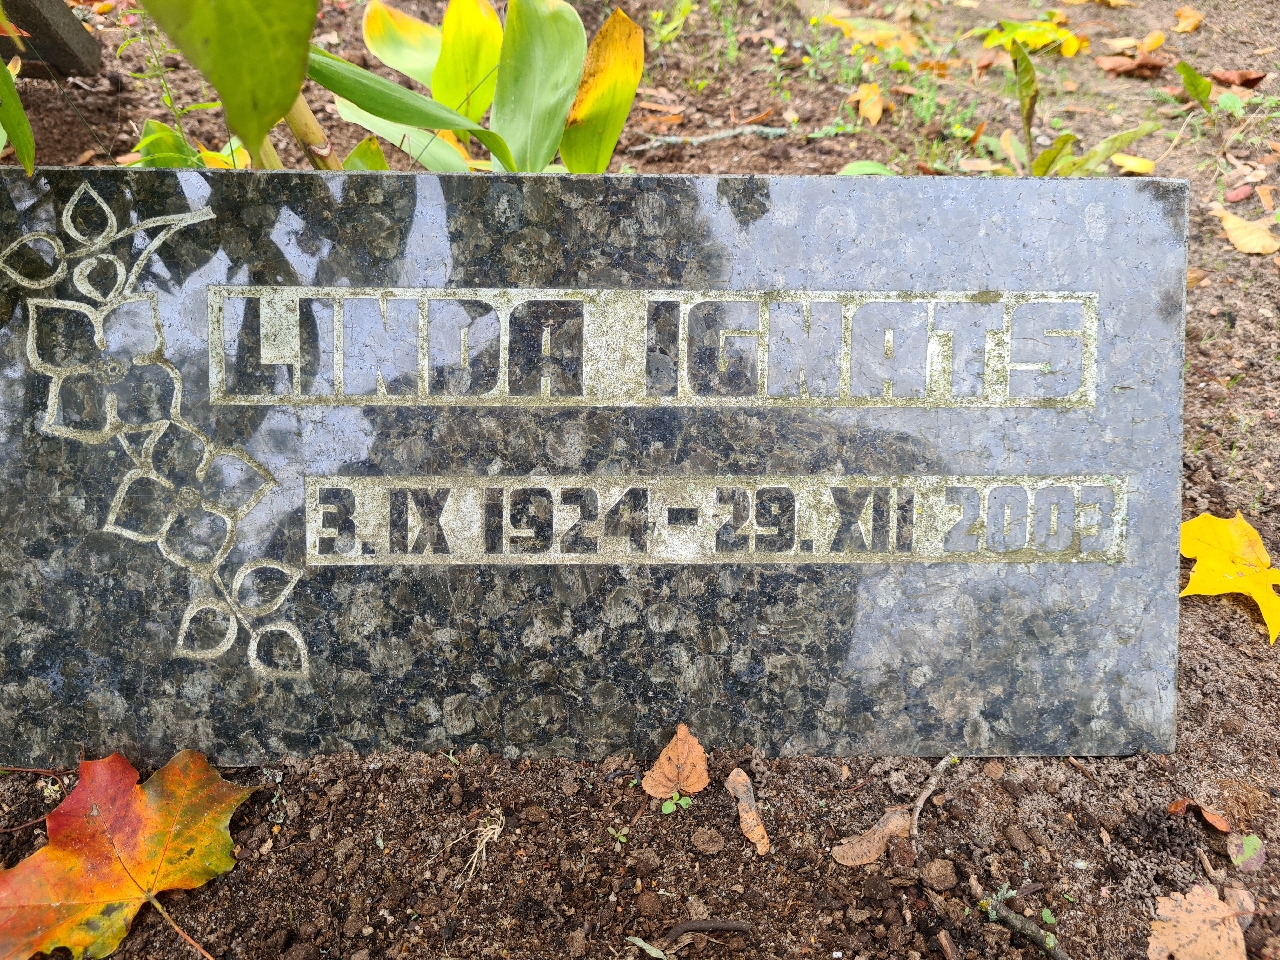 LINDA IGNATS
3. IX 1924-29. XII 2003